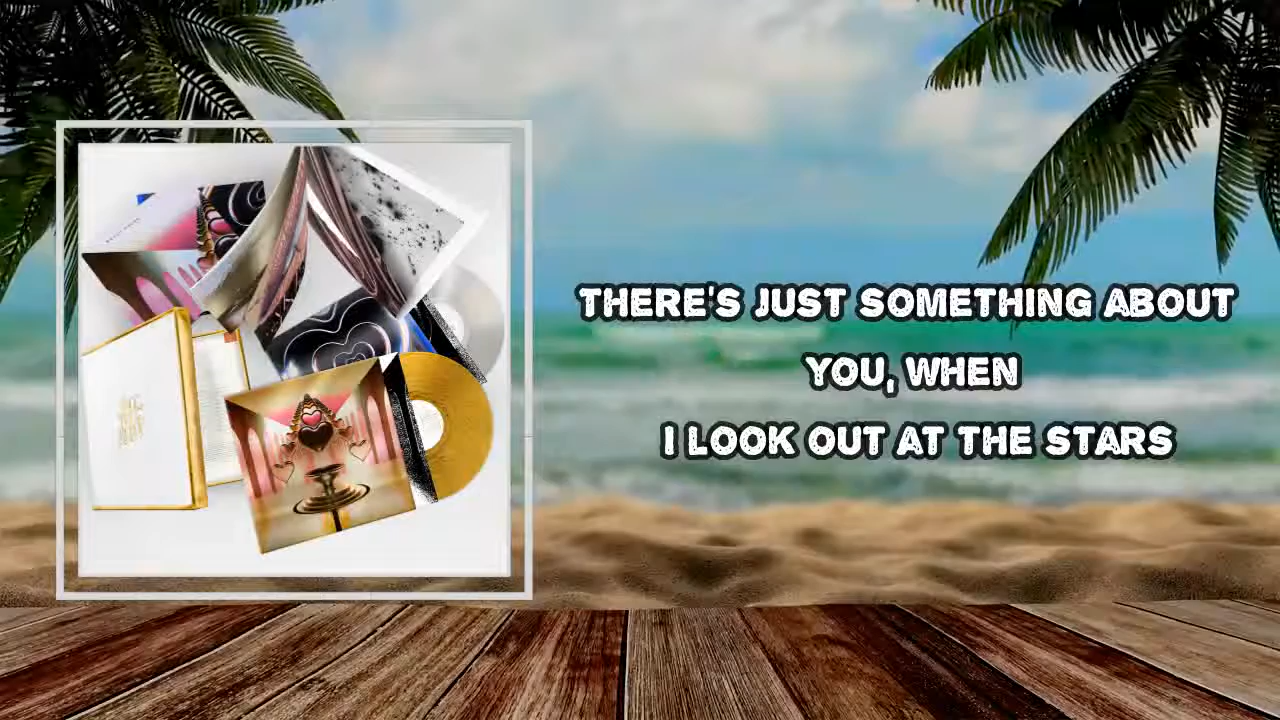 THERE'S JUST SOMETHING ABOUT
YOU, WHEN
I LOOK OUT AT THE STARS